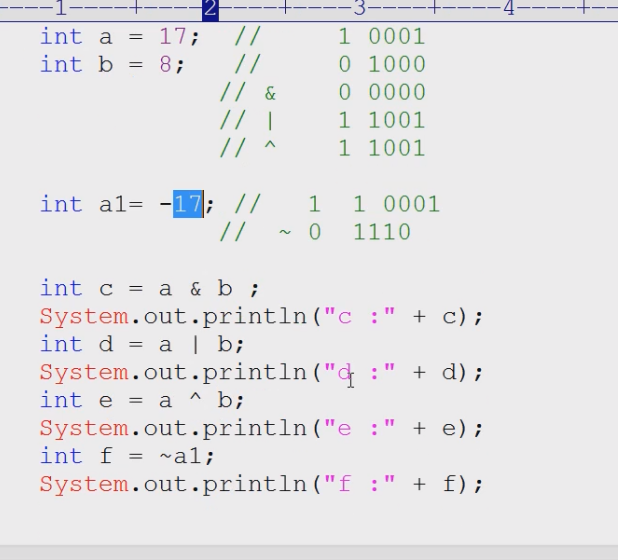 ----1----+----2----+----3----+----4----+--
int a = 17;  //     1 0001
int b = 8;   //     0 1000
// &    0 0000
// |    1 1001
// ^    1 1001
int a1= -17; //   1  1 0001
//  ~ 0  1110
int c = a & b ;
System.out.println("c :" + c);
int d = a | b;
System.out.println("d :" + d);
int e = a ^ b;
System.out.println("e :" + e);
int f = ~a1;
System.out.println("f :" + f);